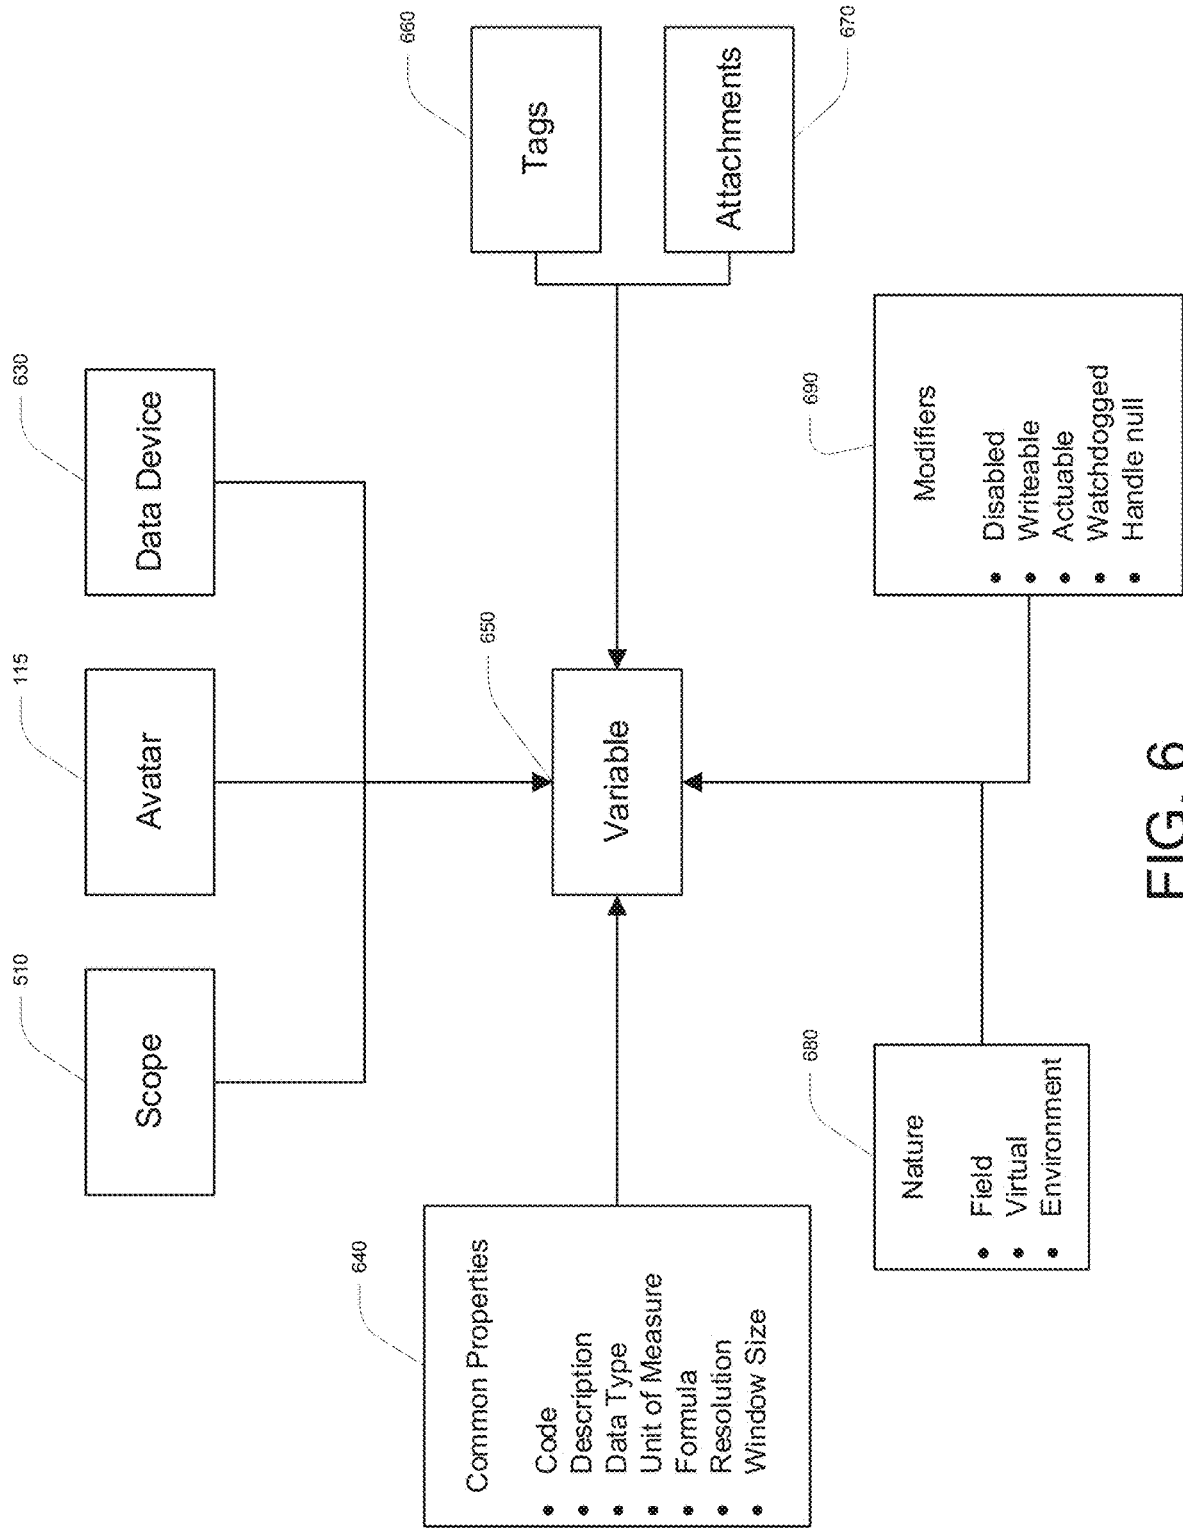 510
115
630
Scope
Avatar
Data Device
640
Common Properties
• Code
• Description
• Data Type
• Unit of Measure
• Formula
• Resolution
• Window Size
650
Variable
660
Tags
670
Attachments
680
Nature
• Field
• Virtual
• Environment
690
Modifiers
• Disabled
• Writeable
• Actuable
• Watchdogged
• Handle null
FIG. 6